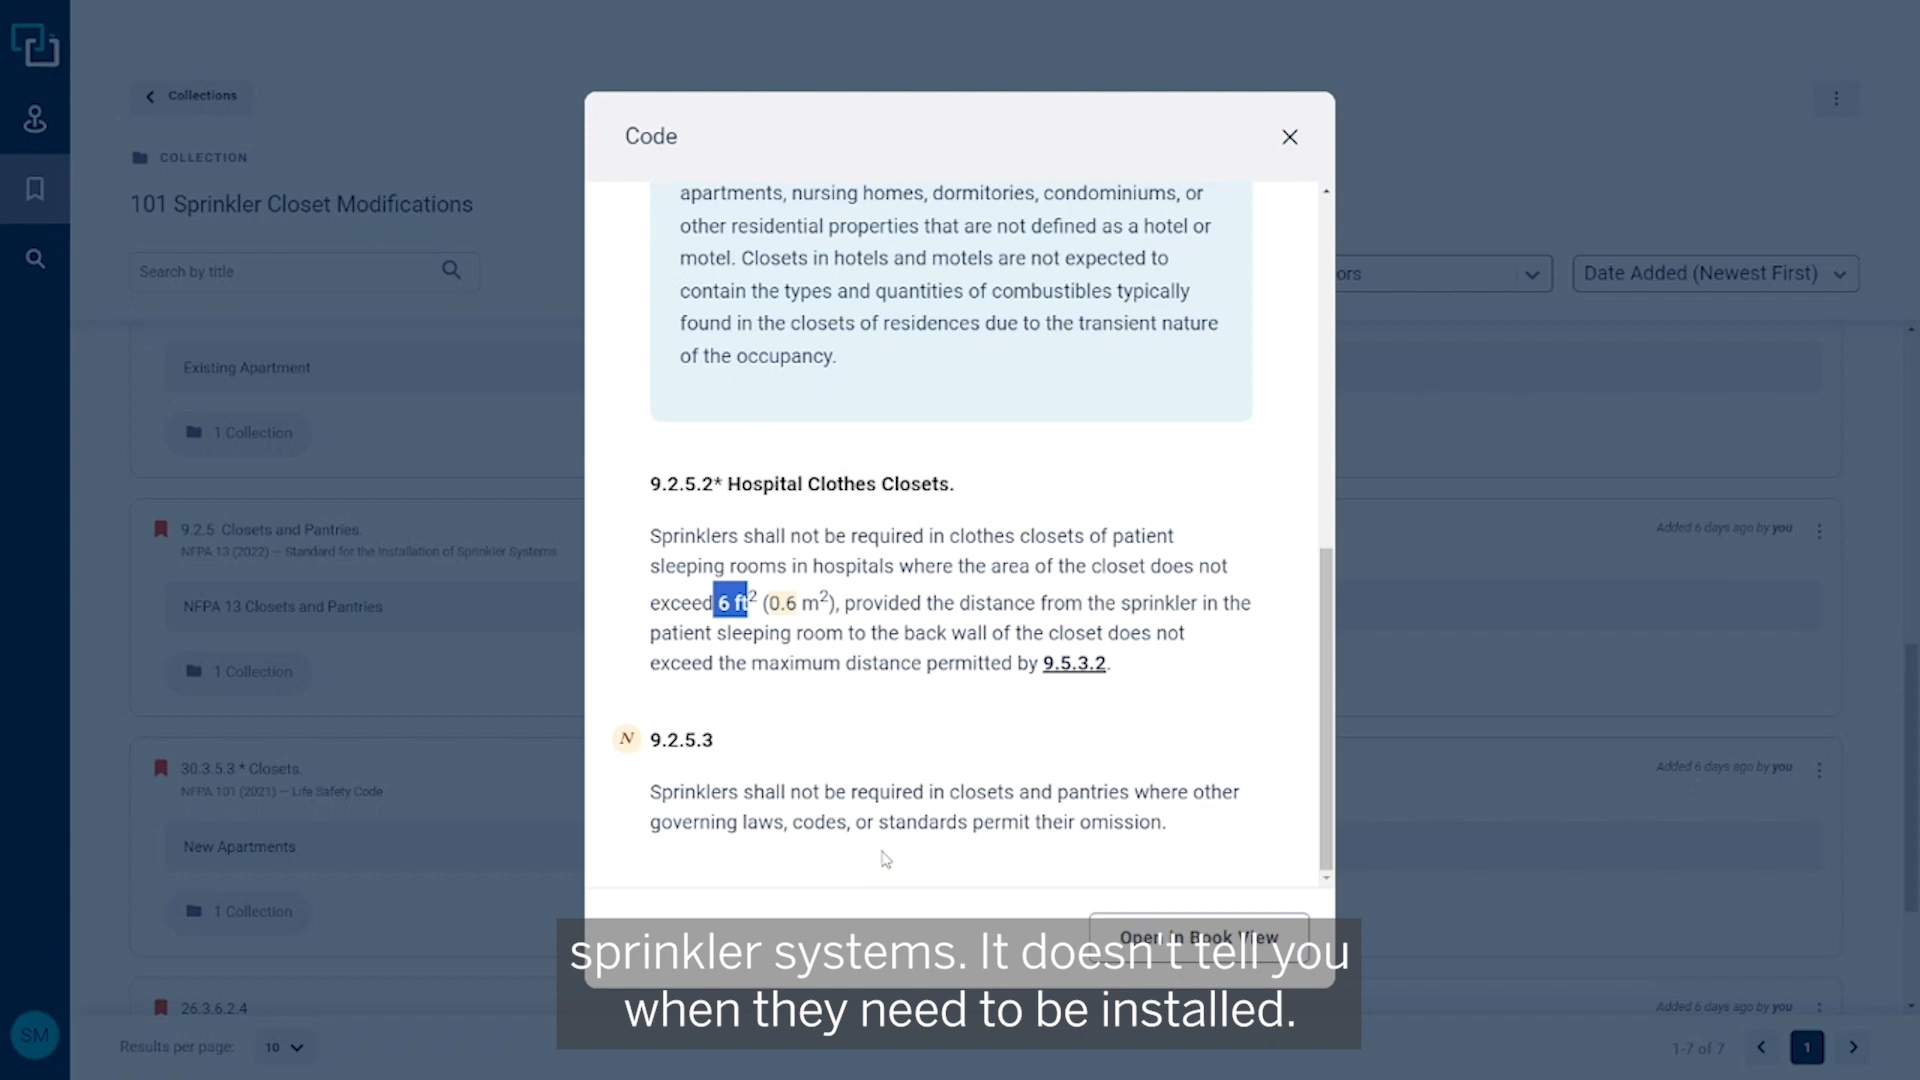 Collections
COLLECTION
101 Sprinkler Closet Modifications
Search by title
ors
Date Added (Newest First)
Existing Apartment
1 Collection
9.2.5 Closets and Pantries.
NFPA 13 (2022) — Standard for the Installation of Sprinkler Systems
Added 6 days ago by you
NFPA 13 Closets and Pantries
1 Collection
30.3.5.3 * Closets.
NFPA 101 (2021) — Life Safety Code
Added 6 days ago by you
New Apartments
1 Collection
26.3.6.2.4
Added 6 days ago by you
SM
Results per page: 10
1-7 of 7
1
Code
apartments, nursing homes, dormitories, condominiums, or
other residential properties that are not defined as a hotel or
motel. Closets in hotels and motels are not expected to
contain the types and quantities of combustibles typically
found in the closets of residences due to the transient nature
of the occupancy.
9.2.5.2* Hospital Clothes Closets.
Sprinklers shall not be required in clothes closets of patient
sleeping rooms in hospitals where the area of the closet does not
exceed 6 ft² (0.6 m²), provided the distance from the sprinkler in the
patient sleeping room to the back wall of the closet does not
exceed the maximum distance permitted by 9.5.3.2.
N 9.2.5.3
Sprinklers shall not be required in closets and pantries where other
governing laws, codes, or standards permit their omission.
Open in Book View
sprinkler systems. It doesn't tell you
when they need to be installed.